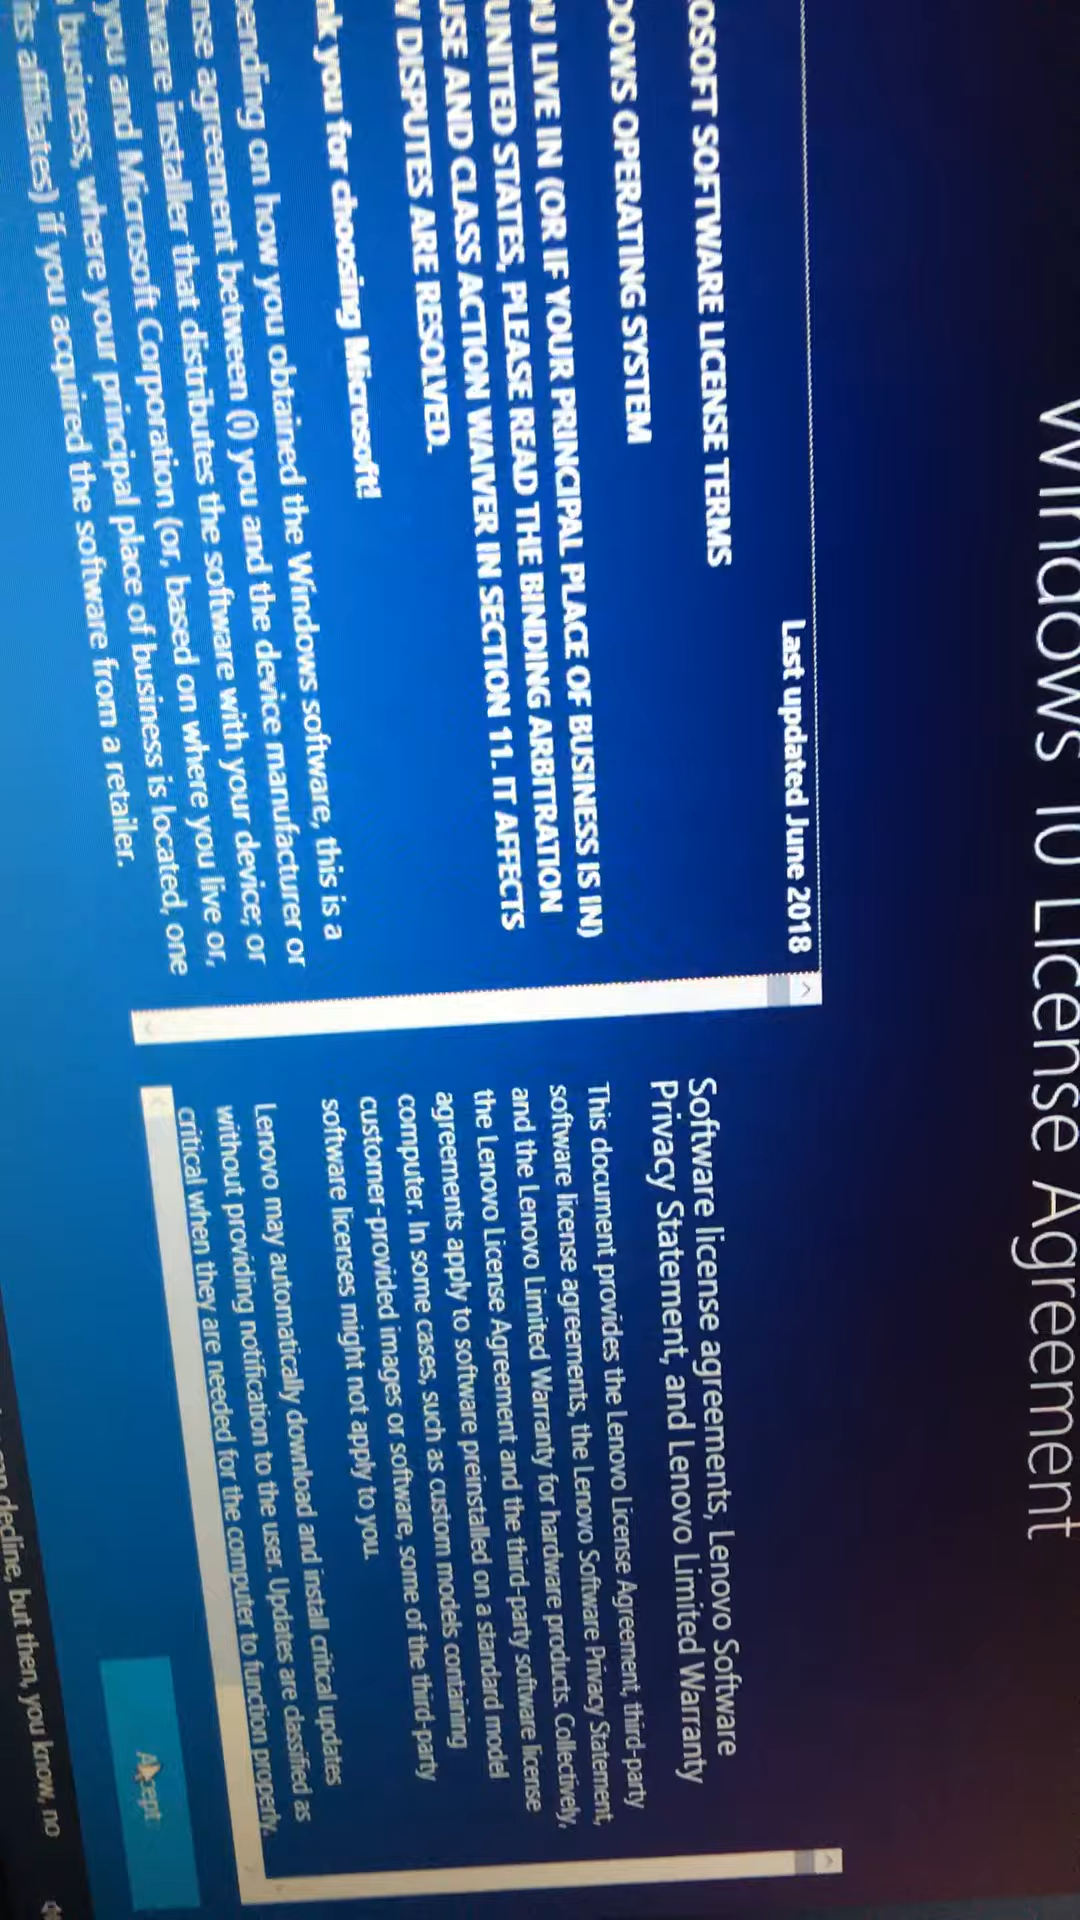 Windows 10 License Agreement
Last updated June 2018
OSOFT SOFTWARE LICENSE TERMS
DOWS OPERATING SYSTEM
U LIVE IN (OR IF YOUR PRINCIPAL PLACE OF BUSINESS IS IN)
UNITED STATES, PLEASE READ THE BINDING ARBITRATION
USE AND CLASS ACTION WAIVER IN SECTION 11. IT AFFECTS
W DISPUTES ARE RESOLVED.
nk you for choosing Microsoft!
pending on how you obtained the Windows software, this is a
nse agreement between (i) you and the device manufacturer or
tware installer that distributes the software with your device; or
you and Microsoft Corporation (or, based on where you live or,
business, where your principal place of business is located, one
its affiliates) if you acquired the software from a retailer.
Software license agreements, Lenovo Software
Privacy Statement, and Lenovo Limited Warranty
This document provides the Lenovo License Agreement, third-party
software license agreements, the Lenovo Software Privacy Statement,
and the Lenovo Limited Warranty for hardware products. Collectively,
the Lenovo License Agreement and the third-party software license
agreements apply to software preinstalled on a standard model
computer. In some cases, such as custom models containing
customer-provided images or software, some of the third-party
software licenses might not apply to you.
Lenovo may automatically download and install critical updates
without providing notification to the user. Updates are classified as
critical when they are needed for the computer to function properly,
Accept
can decline, but then, you know, no